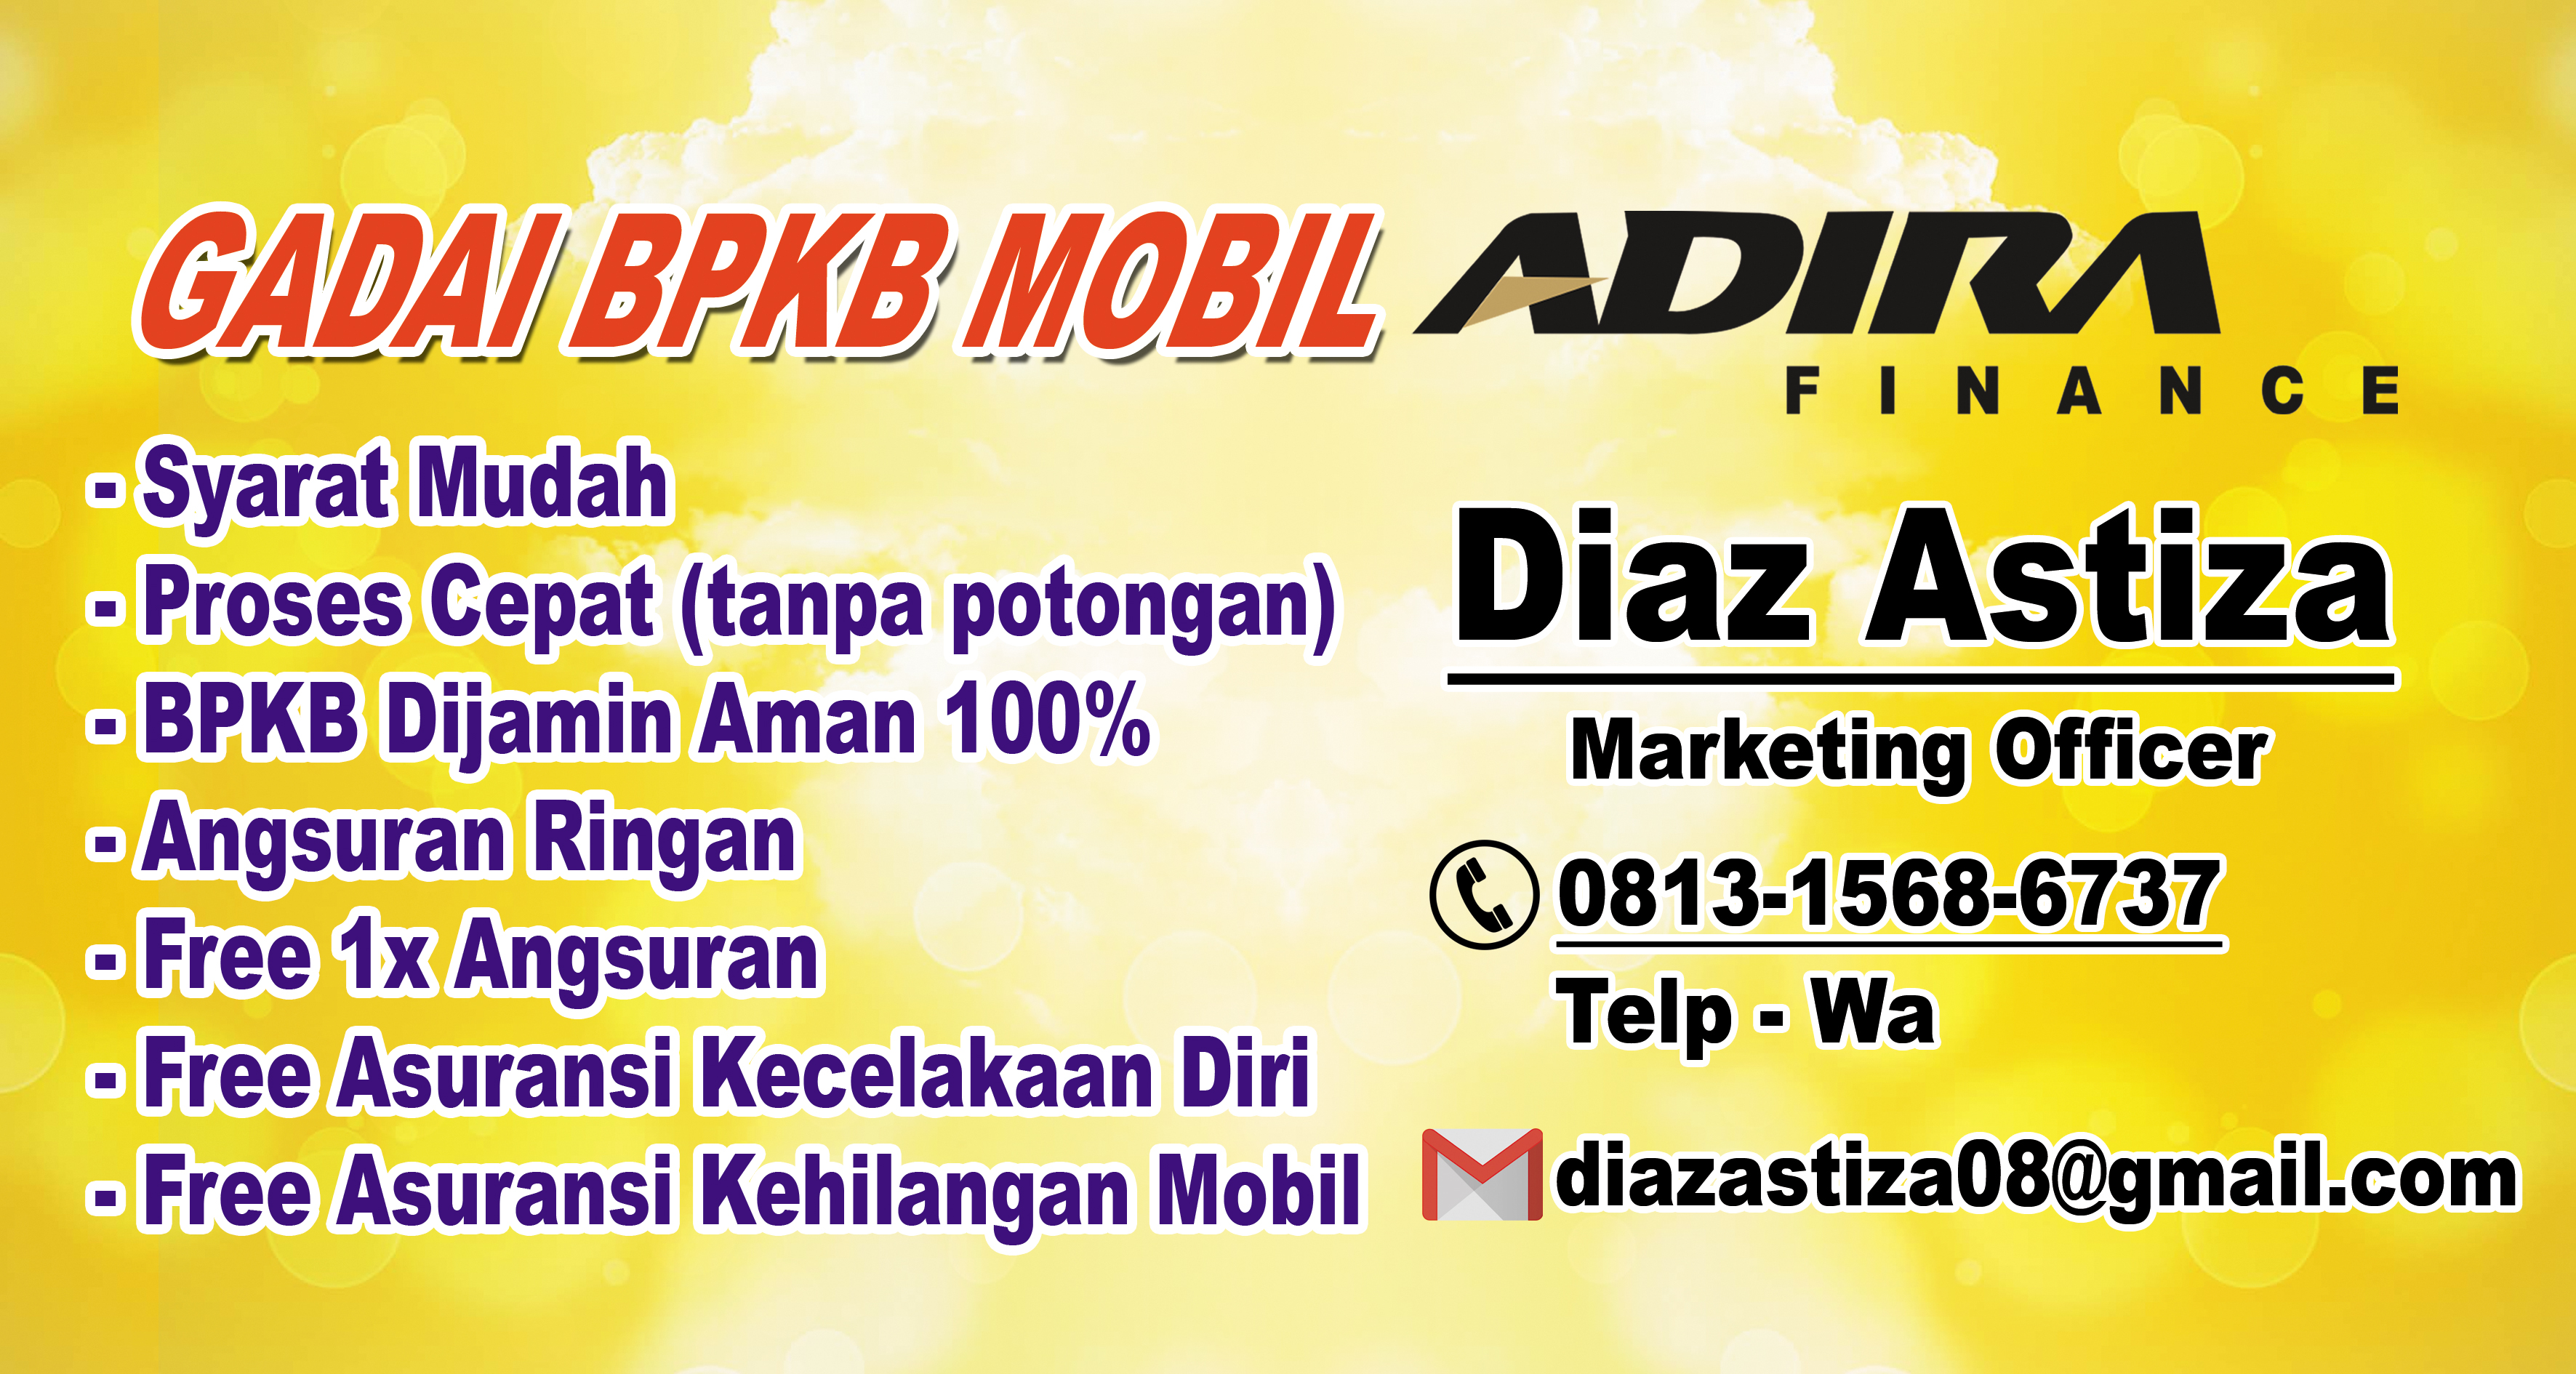 GADAI BPKB MOBIL
- Syarat Mudah
- Proses Cepat (tanpa potongan)
- BPKB Dijamin Aman 100%
- Angsuran Ringan
- Free 1x Angsuran
- Free Asuransi Kecelakaan Diri
- Free Asuransi Kehilangan Mobil
ADIRA
FINANCE
Diaz Astiza
Marketing Officer
0813-1568-6737
Telp - Wa
diazastiza08@gmail.com